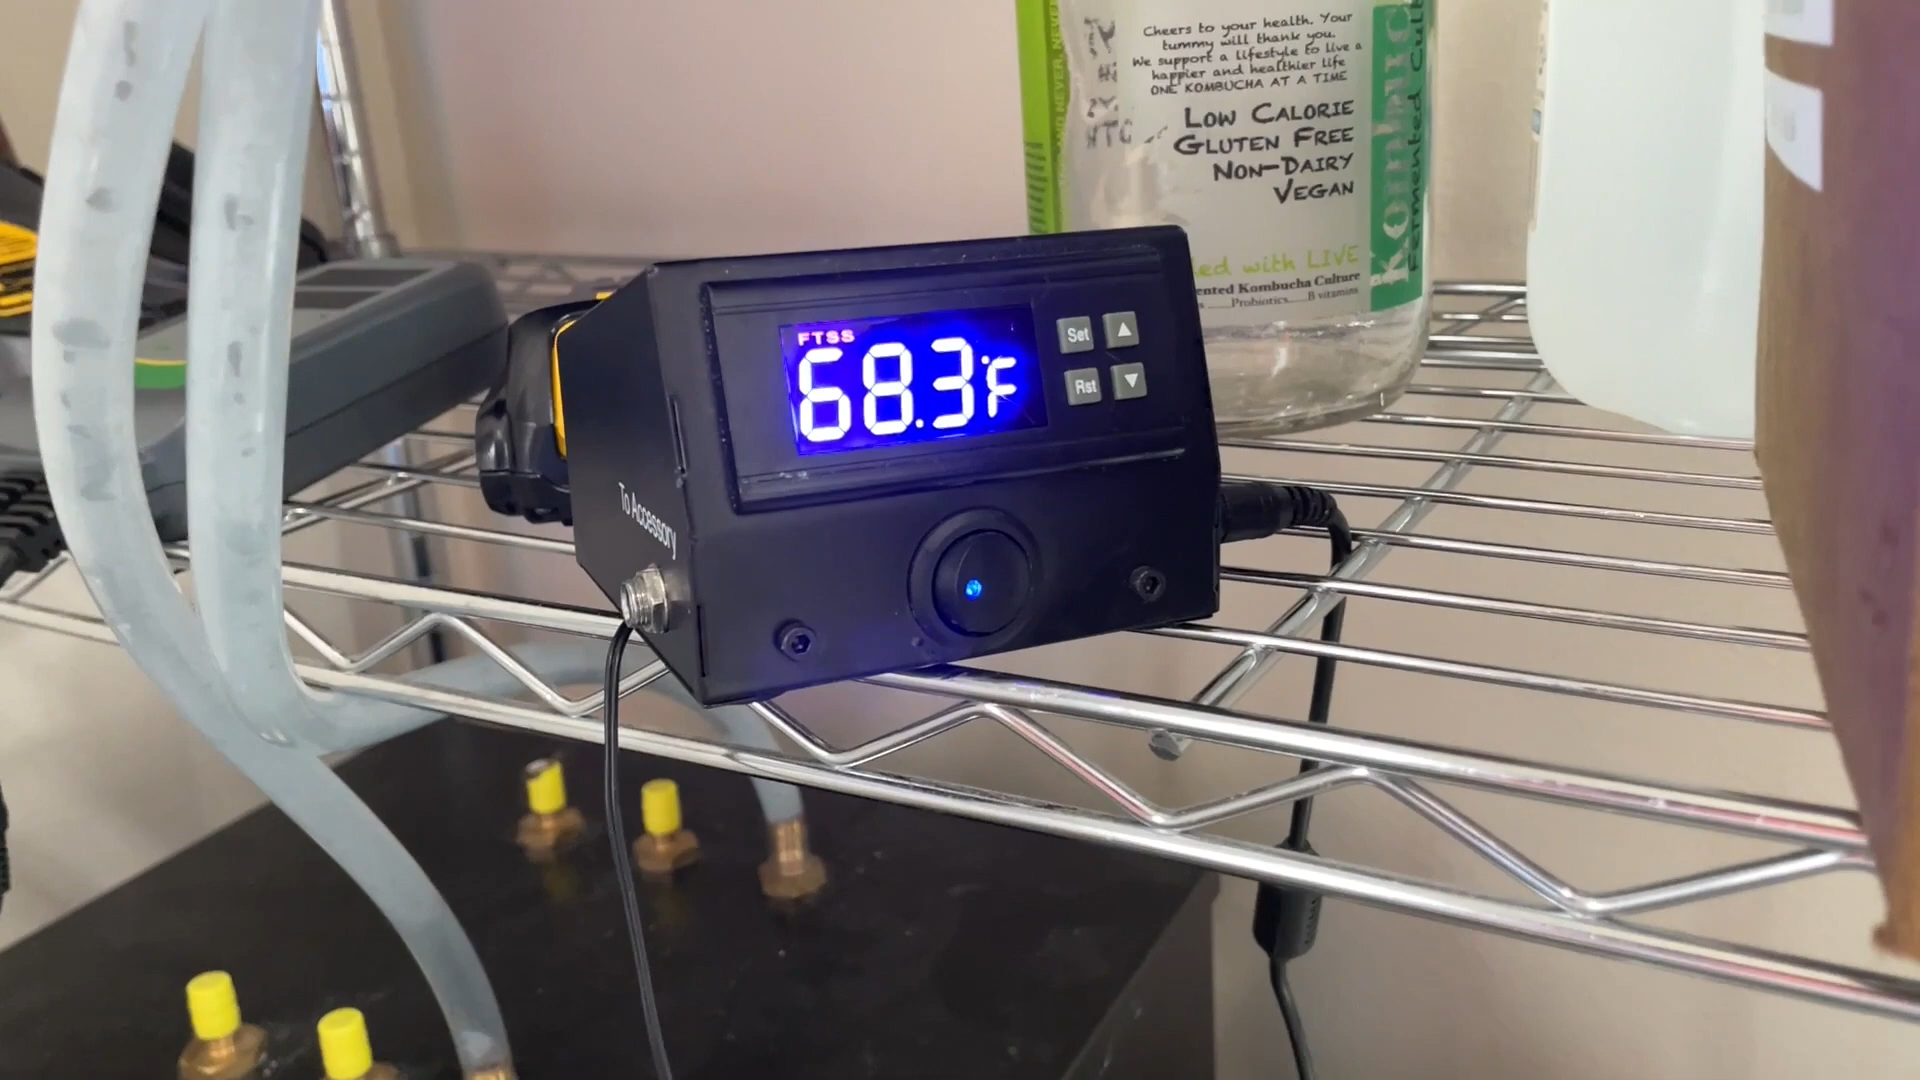 Cheers to your health. Your
tummy will thank you.
We support a lifestyle to live a
happier and healthier life
ONE KOMBUCHA AT A TIME
LOW CALORIE
GLUTEN FREE
NON-DAIRY
VEGAN
with LIVE
Kombucha Culture
Probiotics B vitamins
Fermented
FTSS
68.3°F
Set
Rst
To Accessory